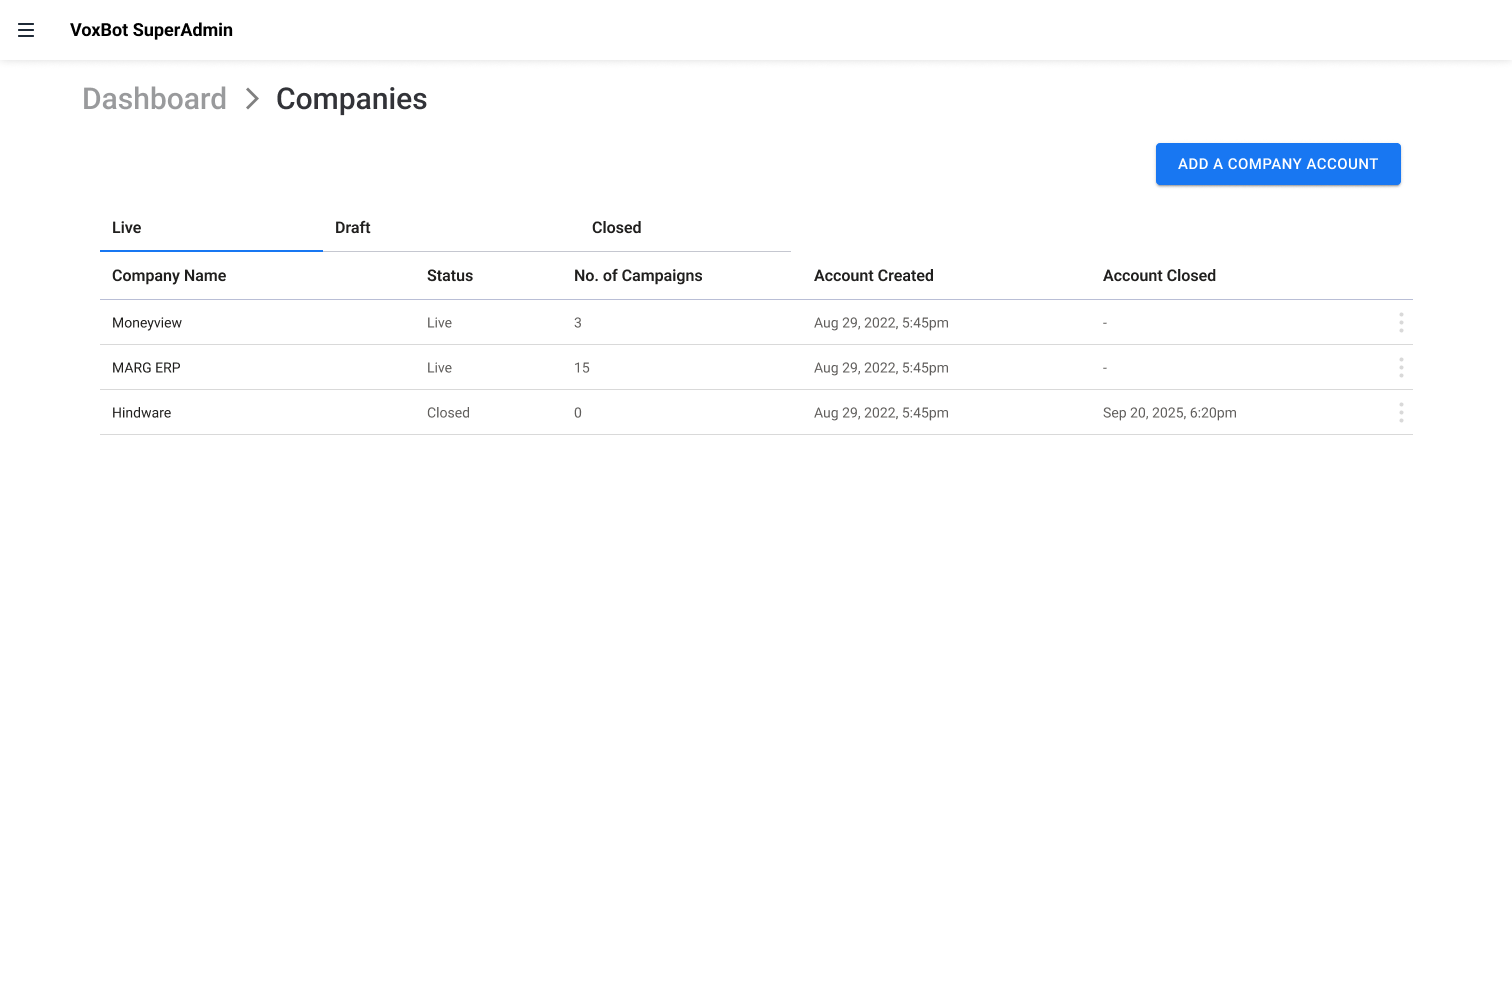 VoxBot SuperAdmin
Dashboard > Companies
ADD A COMPANY ACCOUNT
Live Draft Closed
Company Name Status No. of Campaigns Account Created Account Closed
Moneyview Live 3 Aug 29, 2022, 5:45pm -
MARG ERP Live 15 Aug 29, 2022, 5:45pm -
Hindware Closed 0 Aug 29, 2022, 5:45pm Sep 20, 2025, 6:20pm